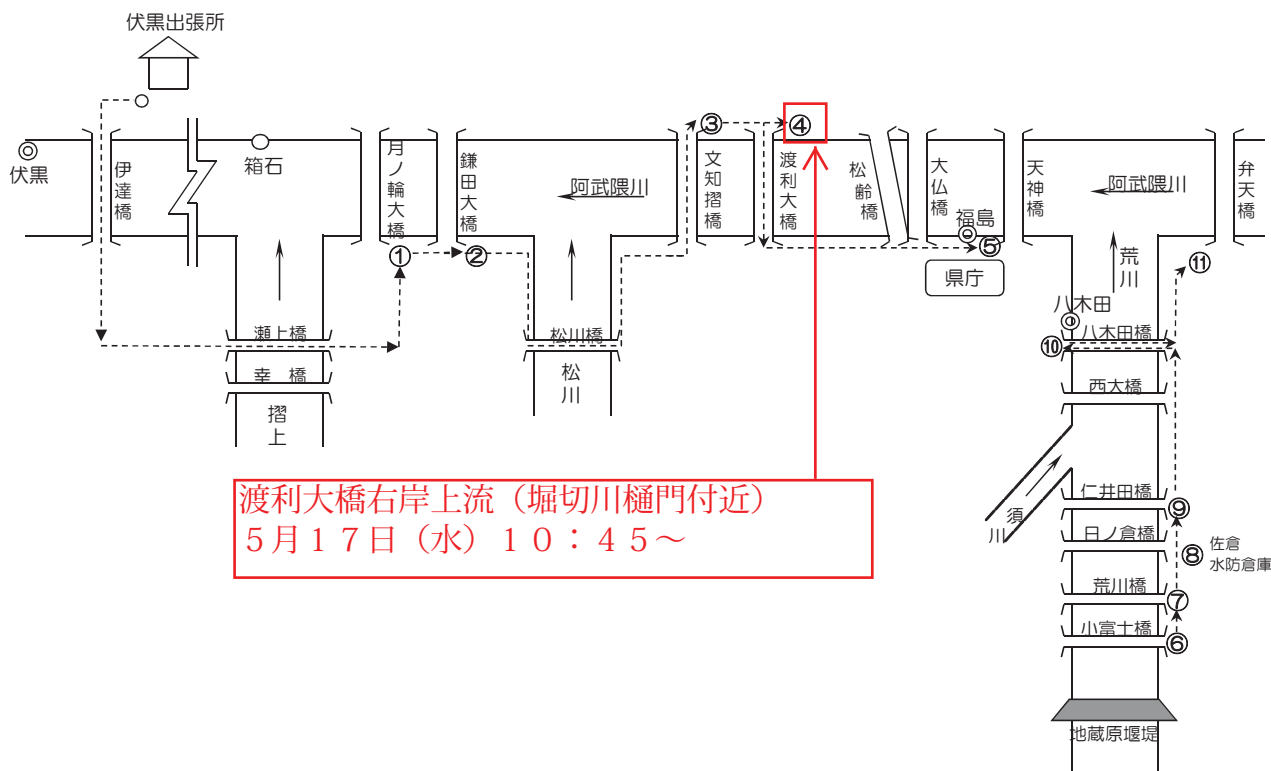 伏黒出張所
伏黒
伊達橋
箱石
月ノ輪大橋
鎌田大橋
阿武隈川
文知摺橋
渡利大橋
松齢橋
大仏橋
福島
天神橋
阿武隈川
弁天橋
①
②
③
④
⑤
県庁
荒川
⑪
八木田
八木田橋
⑩
瀬上橋
幸 橋
摺上
松川橋
松川
西大橋
須川
仁井田橋
⑨
日ノ倉橋
⑧
佐倉
水防倉庫
荒川橋
⑦
小富士橋
⑥
地蔵原堰堤
渡利大橋右岸上流（堀切川樋門付近）
５月１７日（水）１０：４５～